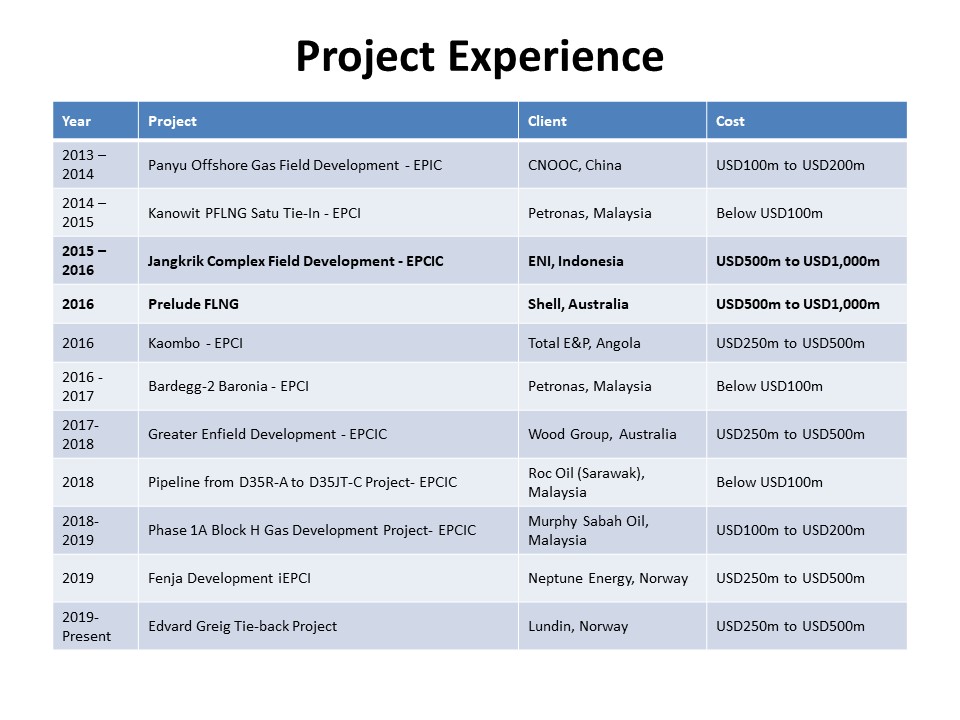 Project Experience
Year Project Client Cost
2013 –
2014
Panyu Offshore Gas Field Development - EPIC
CNOOC, China
USD100m to USD200m
2014 –
2015
Kanowit PFLNG Satu Tie-In - EPCI
Petronas, Malaysia
Below USD100m
2015 –
2016
Jangkrik Complex Field Development - EPCIC
ENI, Indonesia
USD500m to USD1,000m
2016
Prelude FLNG
Shell, Australia
USD500m to USD1,000m
2016
Kaombo - EPCI
Total E&P, Angola
USD250m to USD500m
2016 -
2017
Bardegg-2 Baronia - EPCI
Petronas, Malaysia
Below USD100m
2017-
2018
Greater Enfield Development - EPCIC
Wood Group, Australia
USD250m to USD500m
2018
Pipeline from D35R-A to D35JT-C Project- EPCIC
Roc Oil (Sarawak),
Malaysia
Below USD100m
2018-
2019
Phase 1A Block H Gas Development Project- EPCIC
Murphy Sabah Oil,
Malaysia
USD100m to USD200m
2019
Fenja Development iEPCI
Neptune Energy, Norway
USD250m to USD500m
2019-
Present
Edvard Greig Tie-back Project
Lundin, Norway
USD250m to USD500m